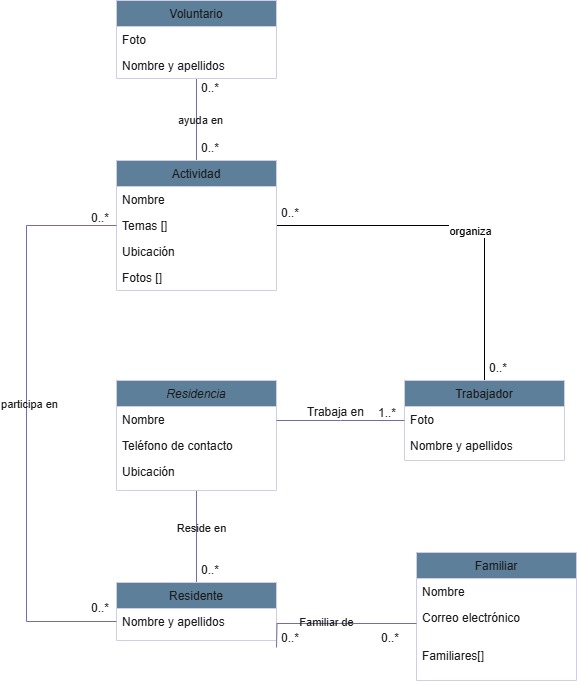 Voluntario
Foto
Nombre y apellidos
0..*
ayuda en
0..*
Actividad
Nombre
0..*
0..*
Temas []
organiza
Ubicación
Fotos []
0..*
Residencia
Trabajador
participa en
Nombre
Trabaja en
1..*
Foto
Teléfono de contacto
Nombre y apellidos
Ubicación
Reside en
0..*
Familiar
Residente
Nombre
0..*
Nombre y apellidos
Familiar de
Correo electrónico
0..*
0..*
Familiares[]